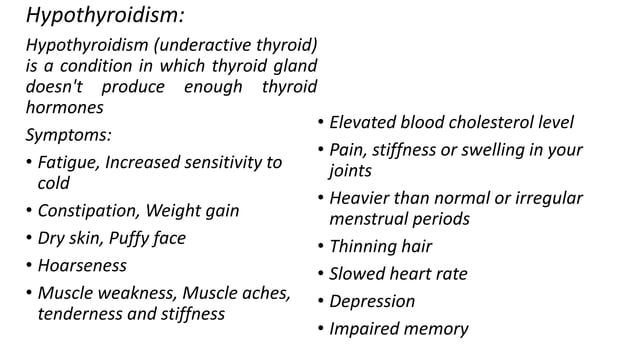 Hypothyroidism:
Hypothyroidism (underactive thyroid)
is a condition in which thyroid gland
doesn't produce enough thyroid
hormones
Symptoms:
• Fatigue, Increased sensitivity to
cold
• Constipation, Weight gain
• Dry skin, Puffy face
• Hoarseness
• Muscle weakness, Muscle aches,
tenderness and stiffness
• Elevated blood cholesterol level
• Pain, stiffness or swelling in your
joints
• Heavier than normal or irregular
menstrual periods
• Thinning hair
• Slowed heart rate
• Depression
• Impaired memory